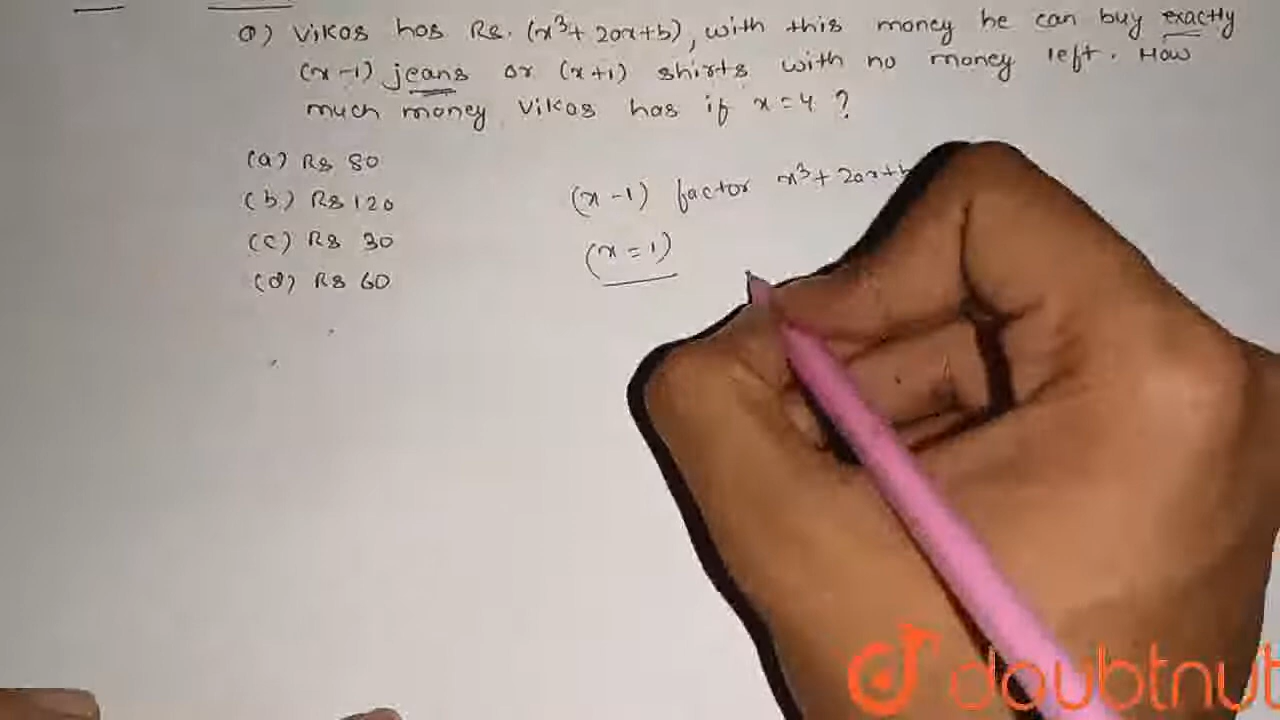 Q) Vikas has Rs. (x³+ 2ax+b), with this money he can buy exactly
(x-1) jeans or (x+1) shirts with no money left. How
much money Vikas has if x=4 ?
(a) Rs 80
(b) Rs 120
(c) Rs 30
(d) Rs 60
(x-1) factor x³+2ax+b
(x=1)
doubtnut